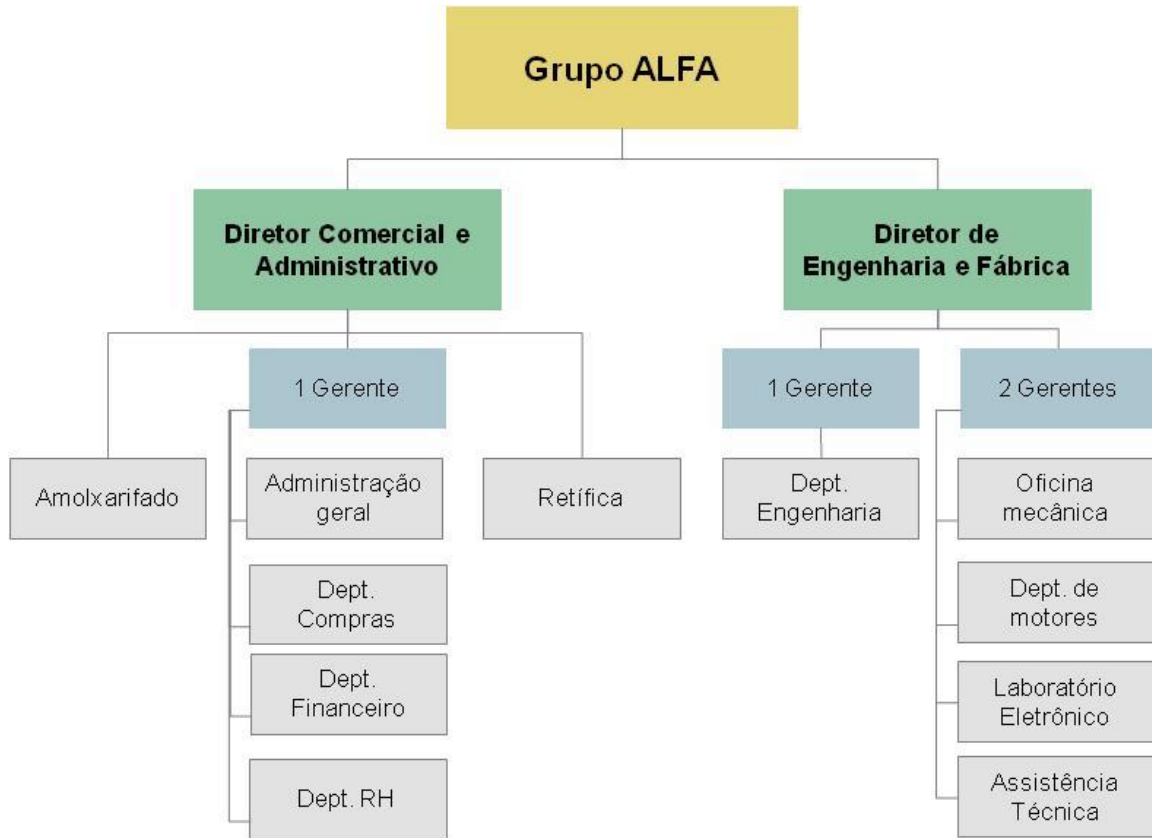 Grupo ALFA
Diretor Comercial e
Administrativo
Diretor de
Engenharia e Fábrica
1 Gerente
1 Gerente
2 Gerentes
Amolxarifado
Administração
geral
Retífica
Dept.
Engenharia
Oficina
mecânica
Dept.
Compras
Dept. de
motores
Dept.
Financeiro
Laboratório
Eletrônico
Dept. RH
Assistência
Técnica